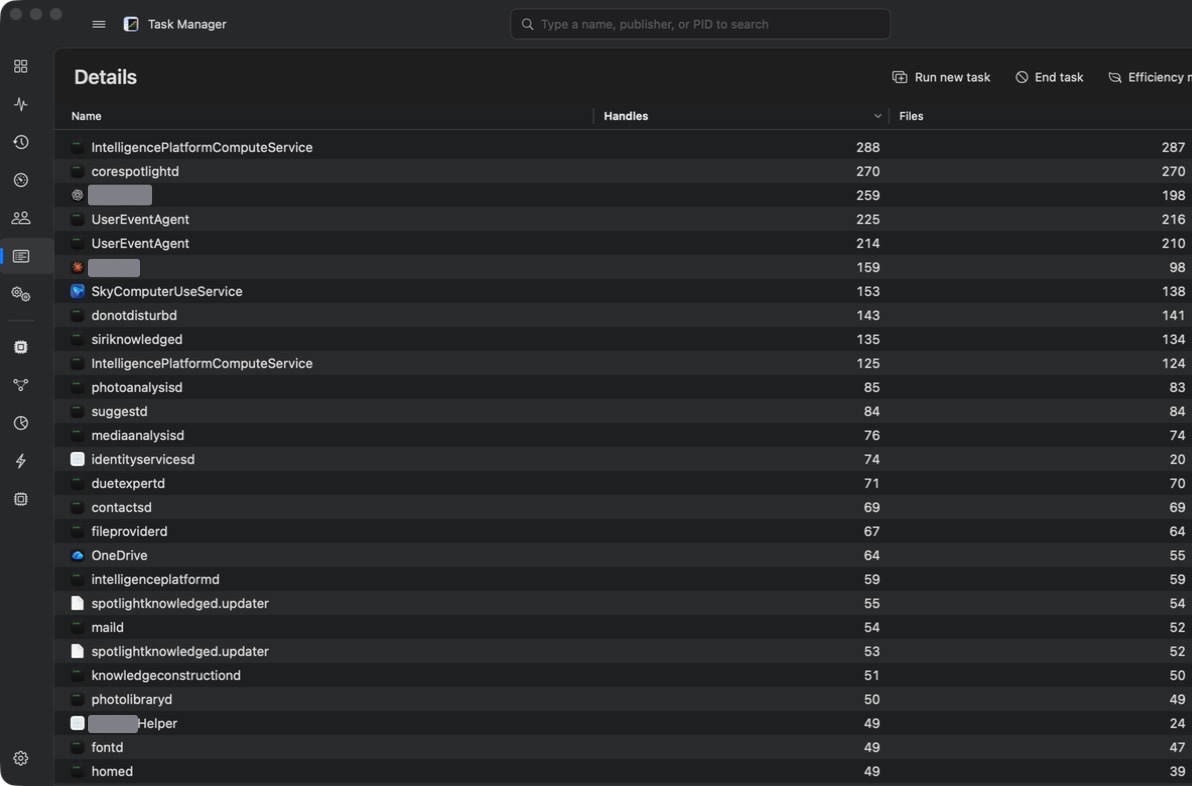 Task Manager
Type a name, publisher, or PID to search
Details
Run new task End task Efficiency m
Name Handles Files
IntelligencePlatformComputeService 288 287
corespotlightd 270 270
259 198
UserEventAgent 225 216
UserEventAgent 214 210
159 98
SkyComputerUseService 153 138
donotdisturbd 143 141
siriknowledged 135 134
IntelligencePlatformComputeService 125 124
photoanalysisd 85 83
suggestd 84 84
mediaanalysisd 76 74
identityservicesd 74 20
duetexpertd 71 70
contactsd 69 69
fileproviderd 67 64
OneDrive 64 55
intelligenceplatformd 59 59
spotlightknowledged.updater 55 54
maild 54 52
spotlightknowledged.updater 53 52
knowledgeconstructiond 51 50
photolibraryd 50 49
Helper 49 24
fontd 49 47
homed 49 39